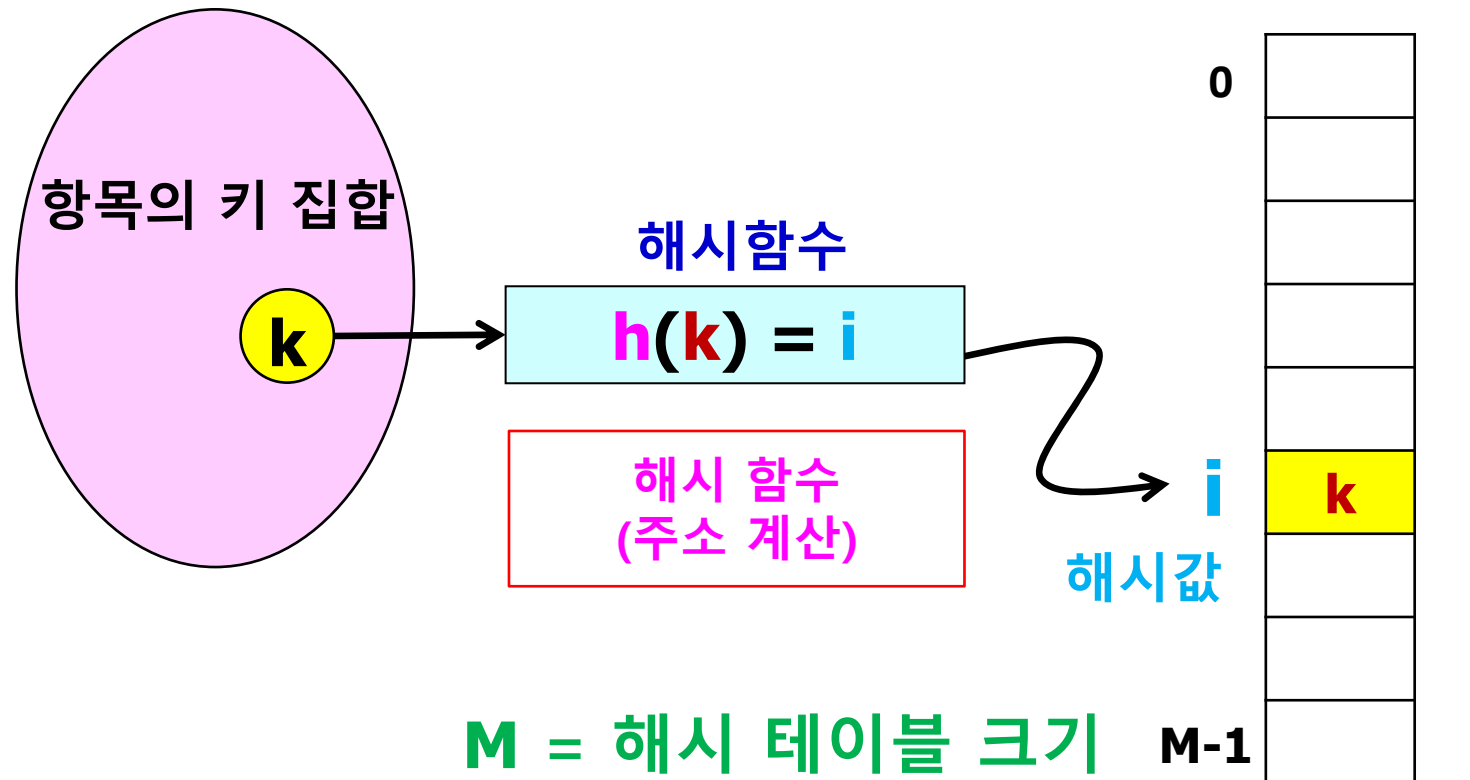 항목의 키 집합
k
해시함수
h(k) = i
해시 함수
(주소 계산)
0
i
k
해시값
M = 해시 테이블 크기
M-1